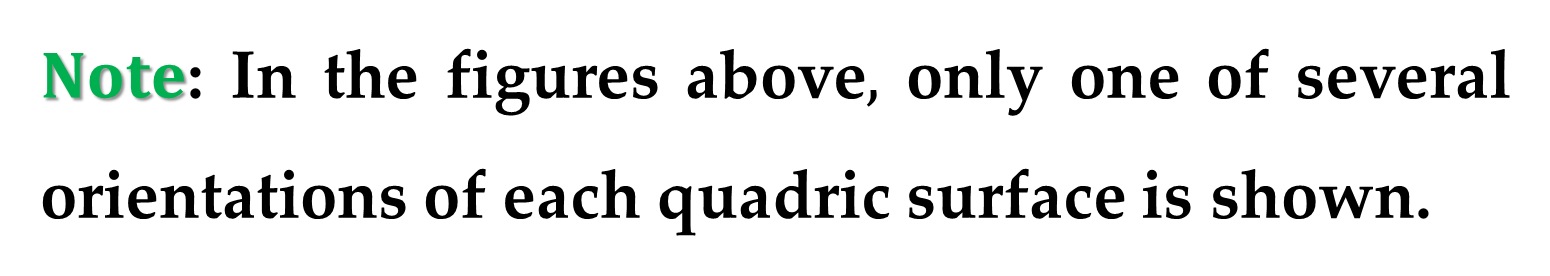 Note: In the figures above, only one of several
orientations of each quadric surface is shown.